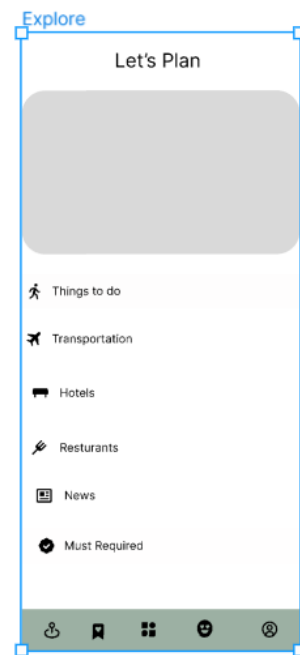 Explore
Let's Plan
Things to do
Transportation
Hotels
Resturants
News
Must Required